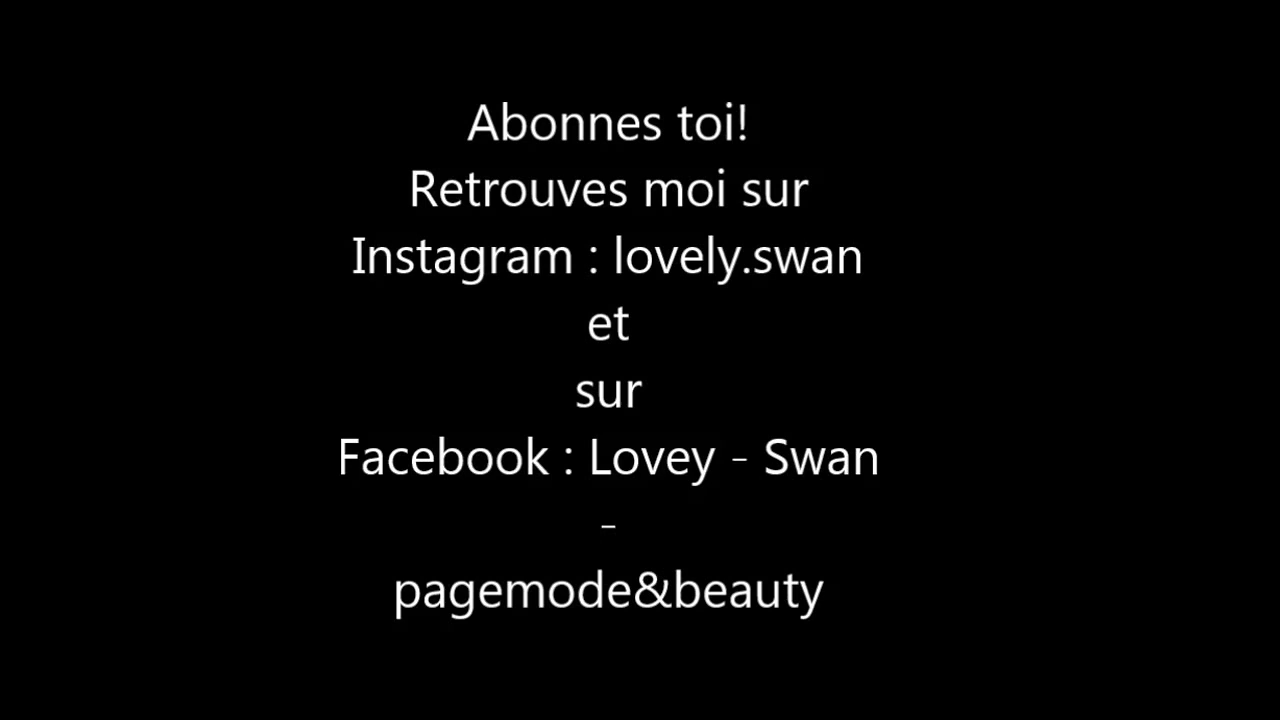 Abonnes toi!
Retrouves moi sur
Instagram : lovely.swan
et
sur
Facebook : Lovey - Swan
-
pagemode&beauty